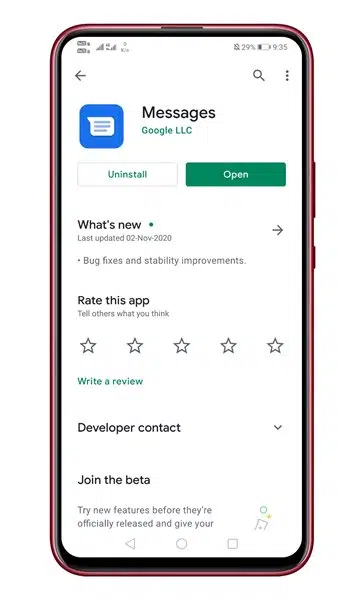 29% 9:35
Messages
Google LLC
Uninstall
Open
What's new •
Last updated 02-Nov-2020
• Bug fixes and stability improvements.
Rate this app
Tell others what you think
Write a review
Developer contact
Join the beta
Try new features before they're
officially released and give your